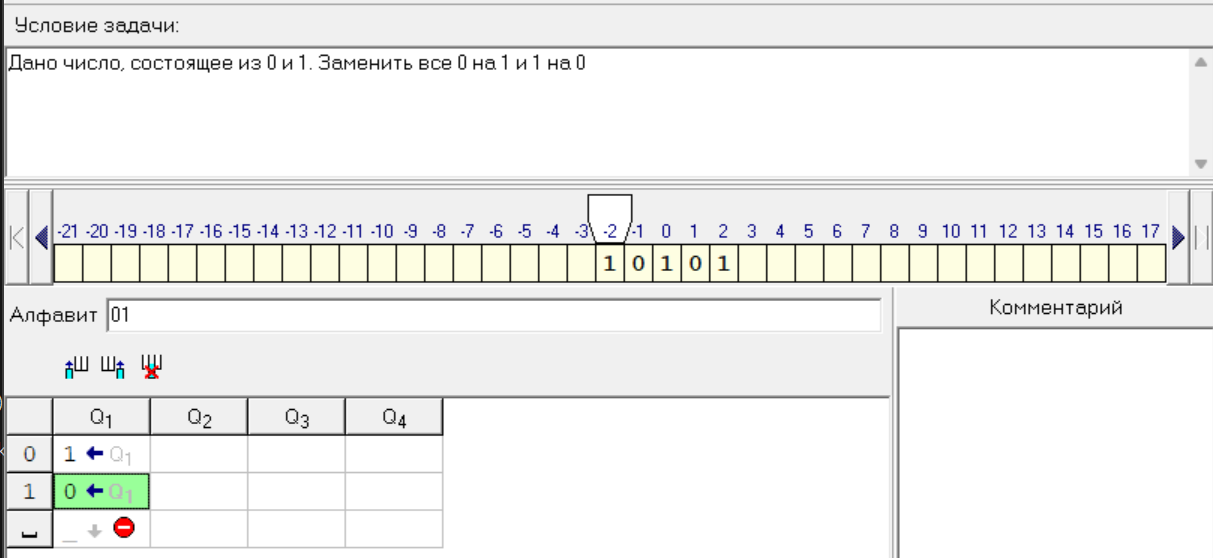 Условие задачи:
Дано число, состоящее из 0 и 1. Заменить все 0 на 1 и 1 на 0
-21 -20 -19 -18 -17 -16 -15 -14 -13 -12 -11 -10 -9 -8 -7 -6 -5 -4 -3 -2 -1 0 1 2 3 4 5 6 7 8 9 10 11 12 13 14 15 16 17
1 0 1 0 1
Алфавит 01
Комментарий
Q1 Q2 Q3 Q4
0 1 ← Q1
1 0 ← Q1
_ ↓